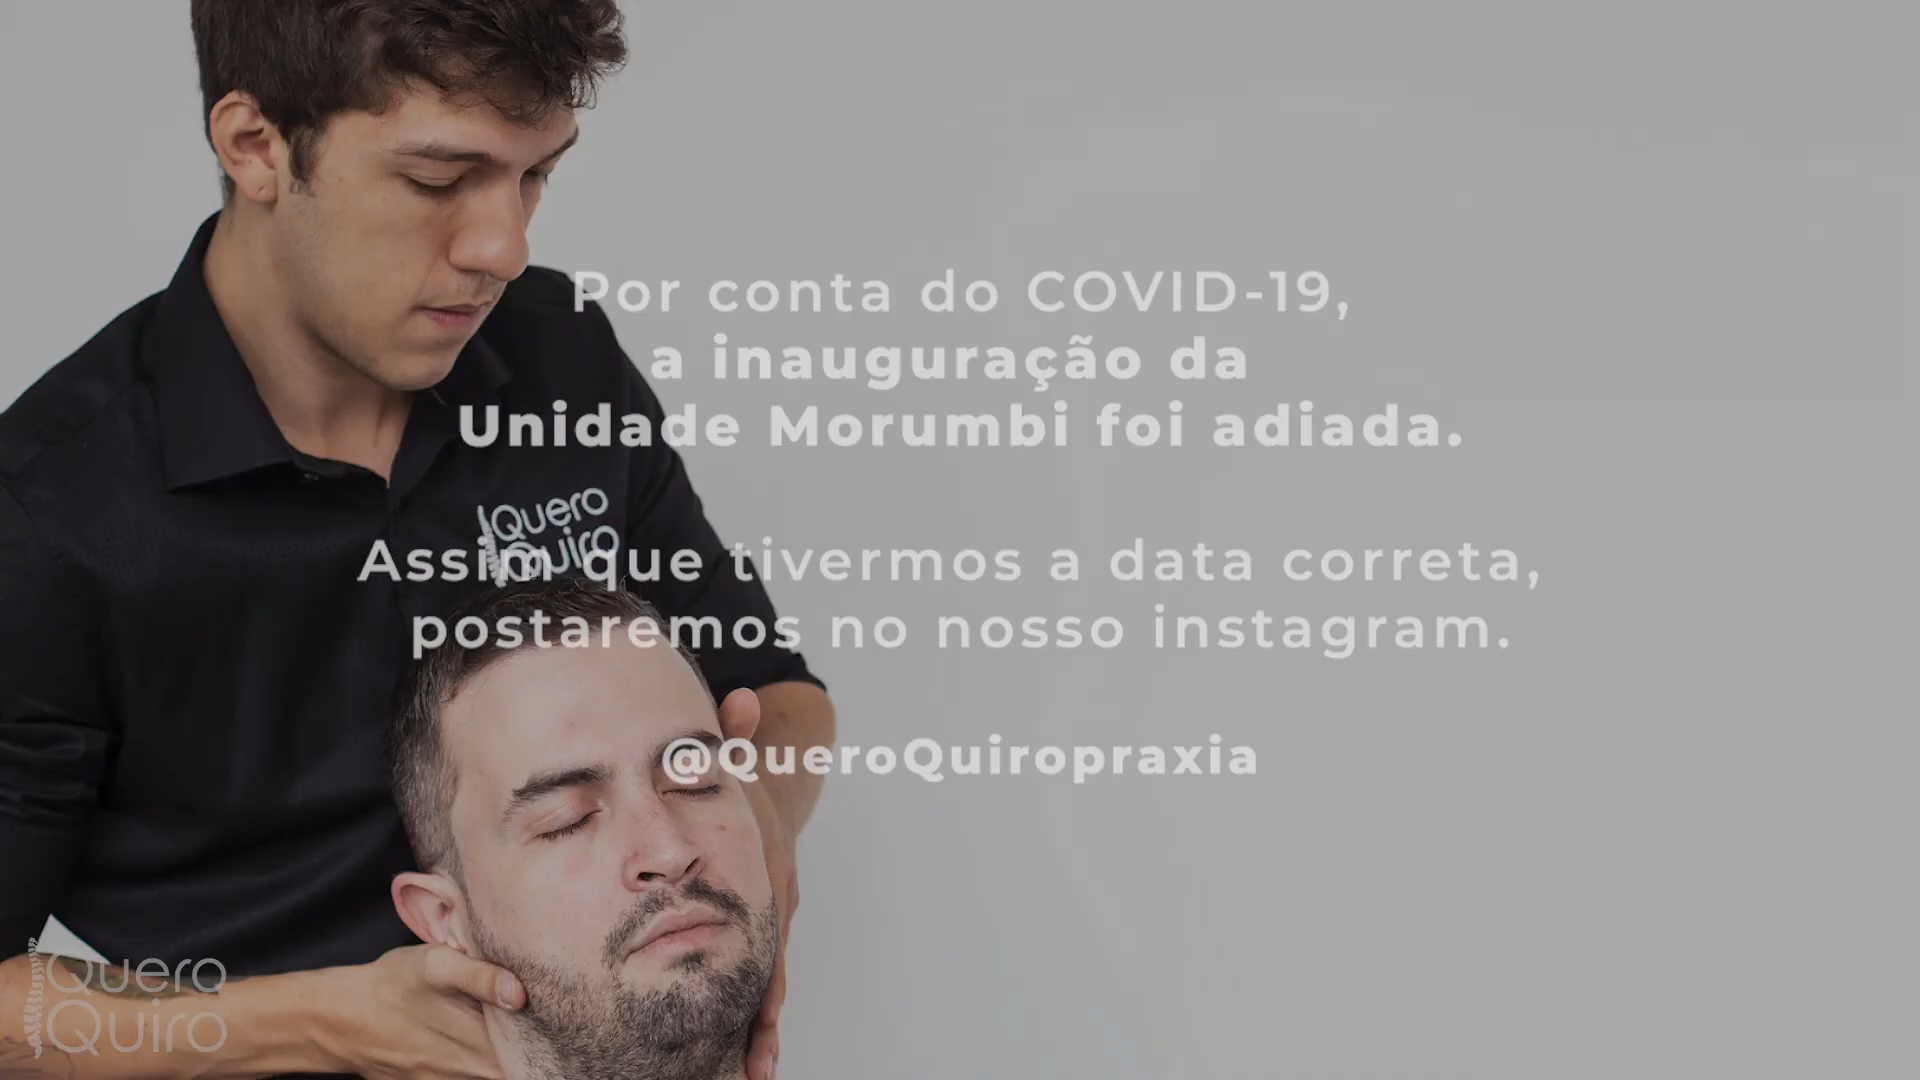 Por conta do COVID-19,
a inauguração da
Unidade Morumbi foi adiada.
Quero
Quiro
Assim que tivermos a data correta,
postaremos no nosso instagram.
@QueroQuiropraxia
Quero
Quiro